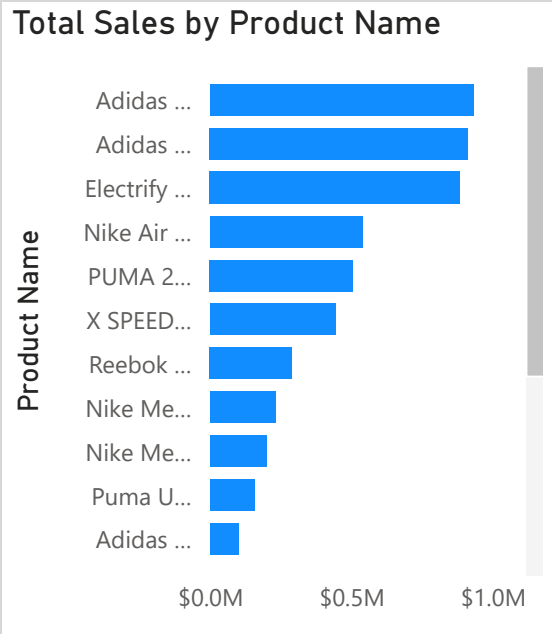 Total Sales by Product Name
Product Name
Adidas ...
Adidas ...
Electrify ...
Nike Air ...
PUMA 2...
X SPEED...
Reebok ...
Nike Me...
Nike Me...
Puma U...
Adidas ...
$0.0M $0.5M $1.0M